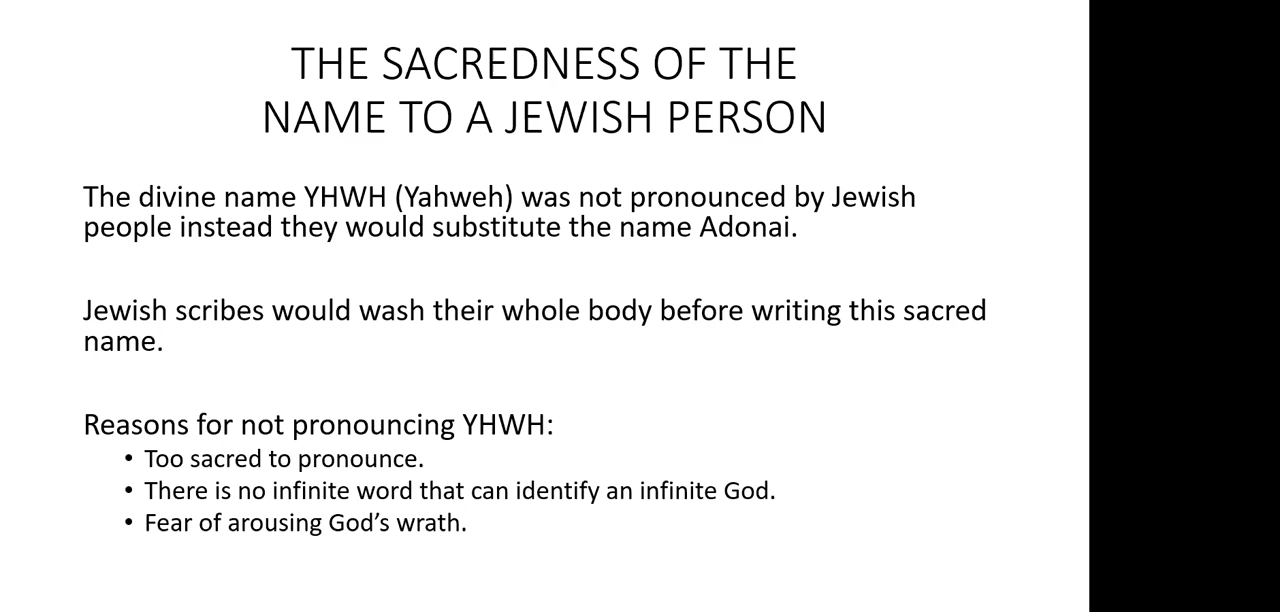 THE SACREDNESS OF THE
NAME TO A JEWISH PERSON
The divine name YHWH (Yahweh) was not pronounced by Jewish
people instead they would substitute the name Adonai.
Jewish scribes would wash their whole body before writing this sacred
name.
Reasons for not pronouncing YHWH:
• Too sacred to pronounce.
• There is no infinite word that can identify an infinite God.
• Fear of arousing God’s wrath.